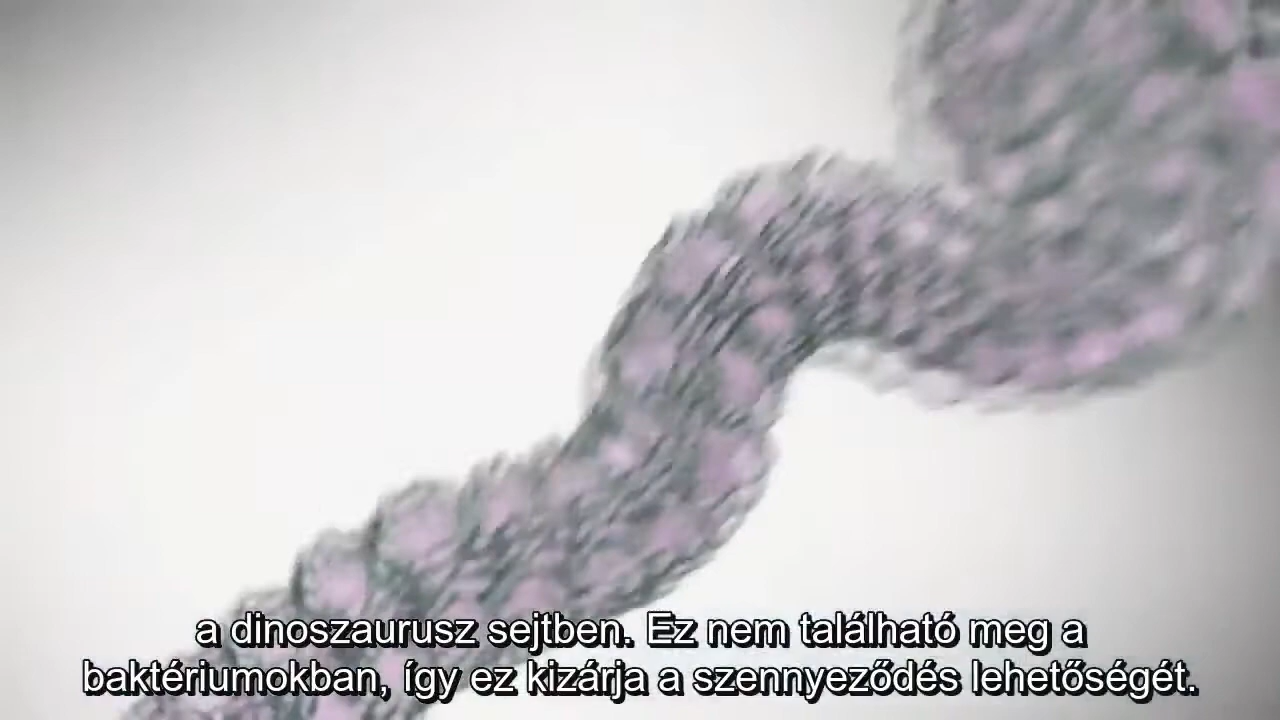 a dinoszaurusz sejtben. Ez nem található meg a
baktériumokban, így ez kizárja a szennyeződés lehetőségét.